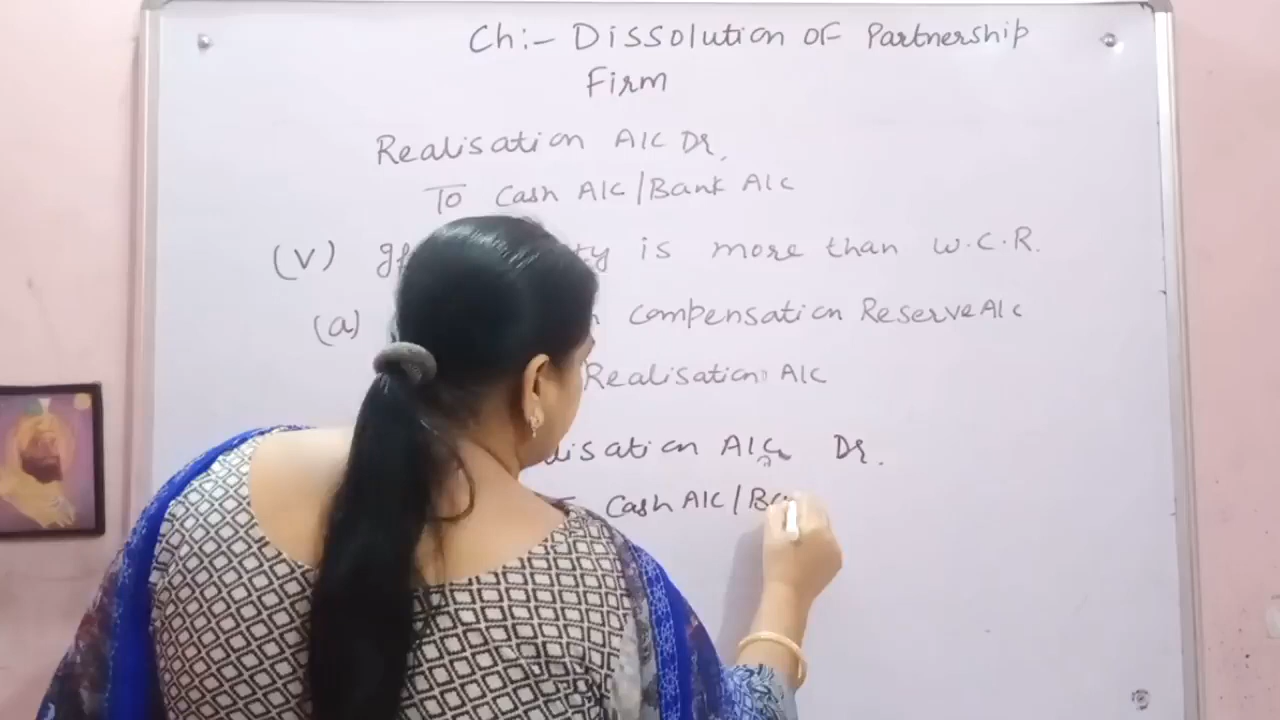 Ch:- Dissolution OF Partnership
Firm
Realisation A/C Dr,
To Cash A/C / Bank A/C
(V) is more than W.C.R.
(a) Compensation Reserve A/C
Realisation A/C
A/C Dr.
Cash A/C /